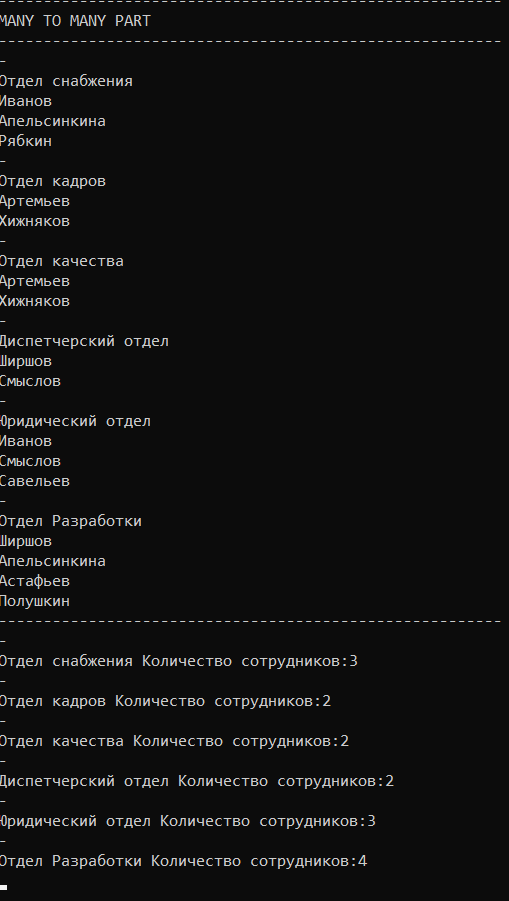 --------------------------------------------------------
MANY TO MANY PART
--------------------------------------------------------
-
Отдел снабжения
Иванов
Апельсинкина
Рябкин
-
Отдел кадров
Артемьев
Хижняков
-
Отдел качества
Артемьев
Хижняков
-
Диспетчерский отдел
Ширшов
Смыслов
-
Юридический отдел
Иванов
Смыслов
Савельев
-
Отдел Разработки
Ширшов
Апельсинкина
Астафьев
Полушкин
--------------------------------------------------------
-
Отдел снабжения Количество сотрудников:3
-
Отдел кадров Количество сотрудников:2
-
Отдел качества Количество сотрудников:2
-
Диспетчерский отдел Количество сотрудников:2
-
Юридический отдел Количество сотрудников:3
-
Отдел Разработки Количество сотрудников:4